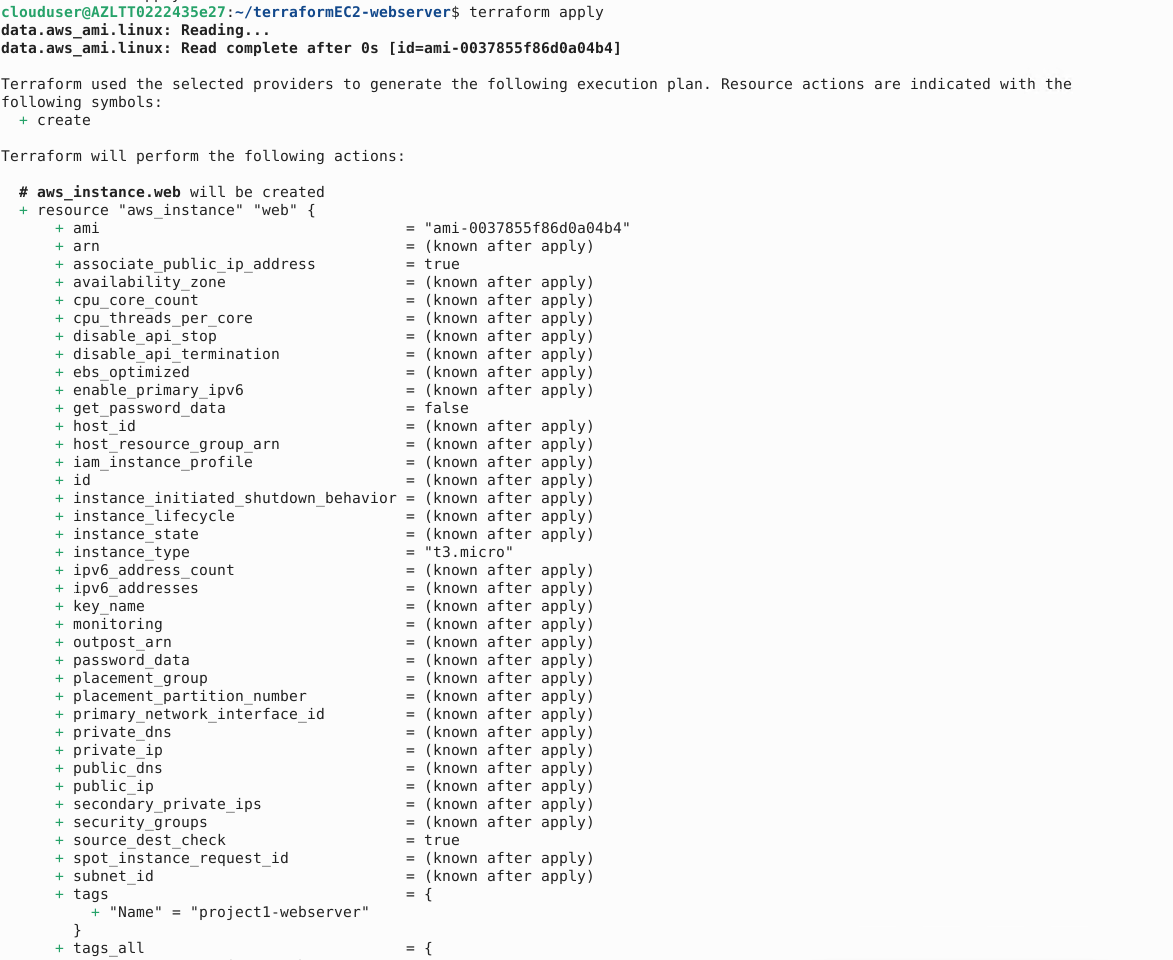 clouduser@AZLTT0222435e27:~/terraformEC2-webserver$ terraform apply
data.aws_ami.linux: Reading...
data.aws_ami.linux: Read complete after 0s [id=ami-0037855f86d0a04b4]
Terraform used the selected providers to generate the following execution plan. Resource actions are indicated with the
following symbols:
  + create
Terraform will perform the following actions:
  # aws_instance.web will be created
  + resource "aws_instance" "web" {
      + ami                                  = "ami-0037855f86d0a04b4"
      + arn                                  = (known after apply)
      + associate_public_ip_address          = true
      + availability_zone                    = (known after apply)
      + cpu_core_count                       = (known after apply)
      + cpu_threads_per_core                 = (known after apply)
      + disable_api_stop                     = (known after apply)
      + disable_api_termination              = (known after apply)
      + ebs_optimized                        = (known after apply)
      + enable_primary_ipv6                  = (known after apply)
      + get_password_data                    = false
      + host_id                              = (known after apply)
      + host_resource_group_arn              = (known after apply)
      + iam_instance_profile                 = (known after apply)
      + id                                   = (known after apply)
      + instance_initiated_shutdown_behavior = (known after apply)
      + instance_lifecycle                   = (known after apply)
      + instance_state                       = (known after apply)
      + instance_type                        = "t3.micro"
      + ipv6_address_count                   = (known after apply)
      + ipv6_addresses                       = (known after apply)
      + key_name                             = (known after apply)
      + monitoring                           = (known after apply)
      + outpost_arn                          = (known after apply)
      + password_data                        = (known after apply)
      + placement_group                      = (known after apply)
      + placement_partition_number           = (known after apply)
      + primary_network_interface_id         = (known after apply)
      + private_dns                          = (known after apply)
      + private_ip                           = (known after apply)
      + public_dns                           = (known after apply)
      + public_ip                            = (known after apply)
      + secondary_private_ips                = (known after apply)
      + security_groups                      = (known after apply)
      + source_dest_check                    = true
      + spot_instance_request_id             = (known after apply)
      + subnet_id                            = (known after apply)
      + tags                                 = {
          + "Name" = "project1-webserver"
        }
      + tags_all                             = {